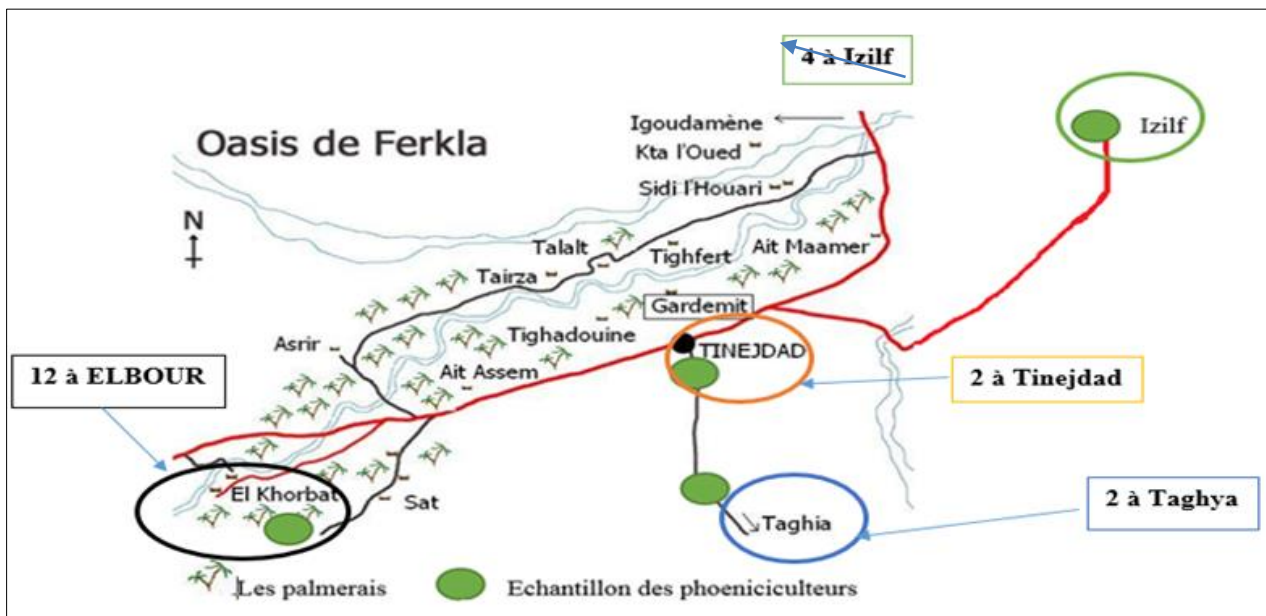 4 à Izilf
Izilf
Igoudamène
Oasis de Ferkla
Kta l'Oued
Sidi l'Houari
N
Talalt
Tighfert
Ait Maamer
Tairza
Gardemit
Asrir
Tighadouine
TINEJDAD
12 à ELBOUR
Ait Assem
2 à Tinejdad
El Khorbat
Sat
Taghia
2 à Taghya
Les palmerais
Echantillon des phoeniciculteurs